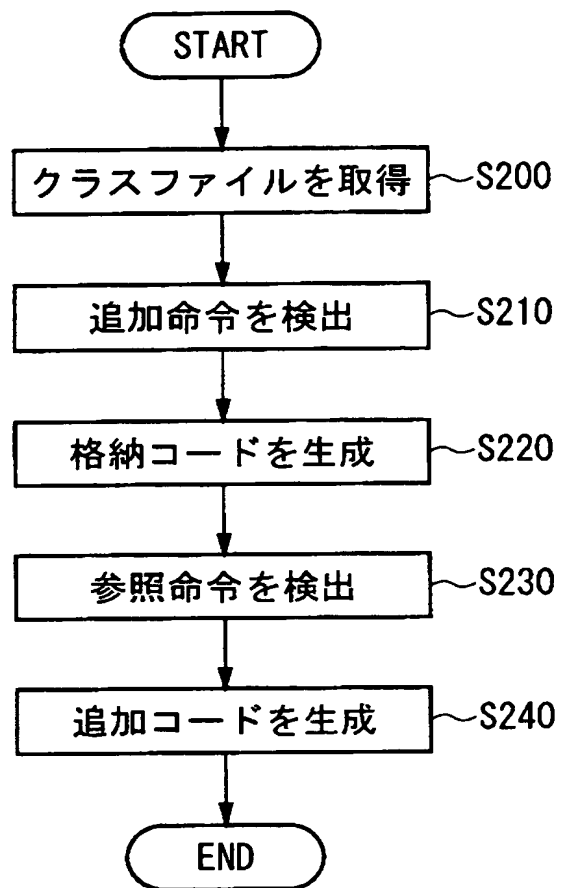 START
クラスファイルを取得 S200
追加命令を検出 S210
格納コードを生成 S220
参照命令を検出 S230
追加コードを生成 S240
END